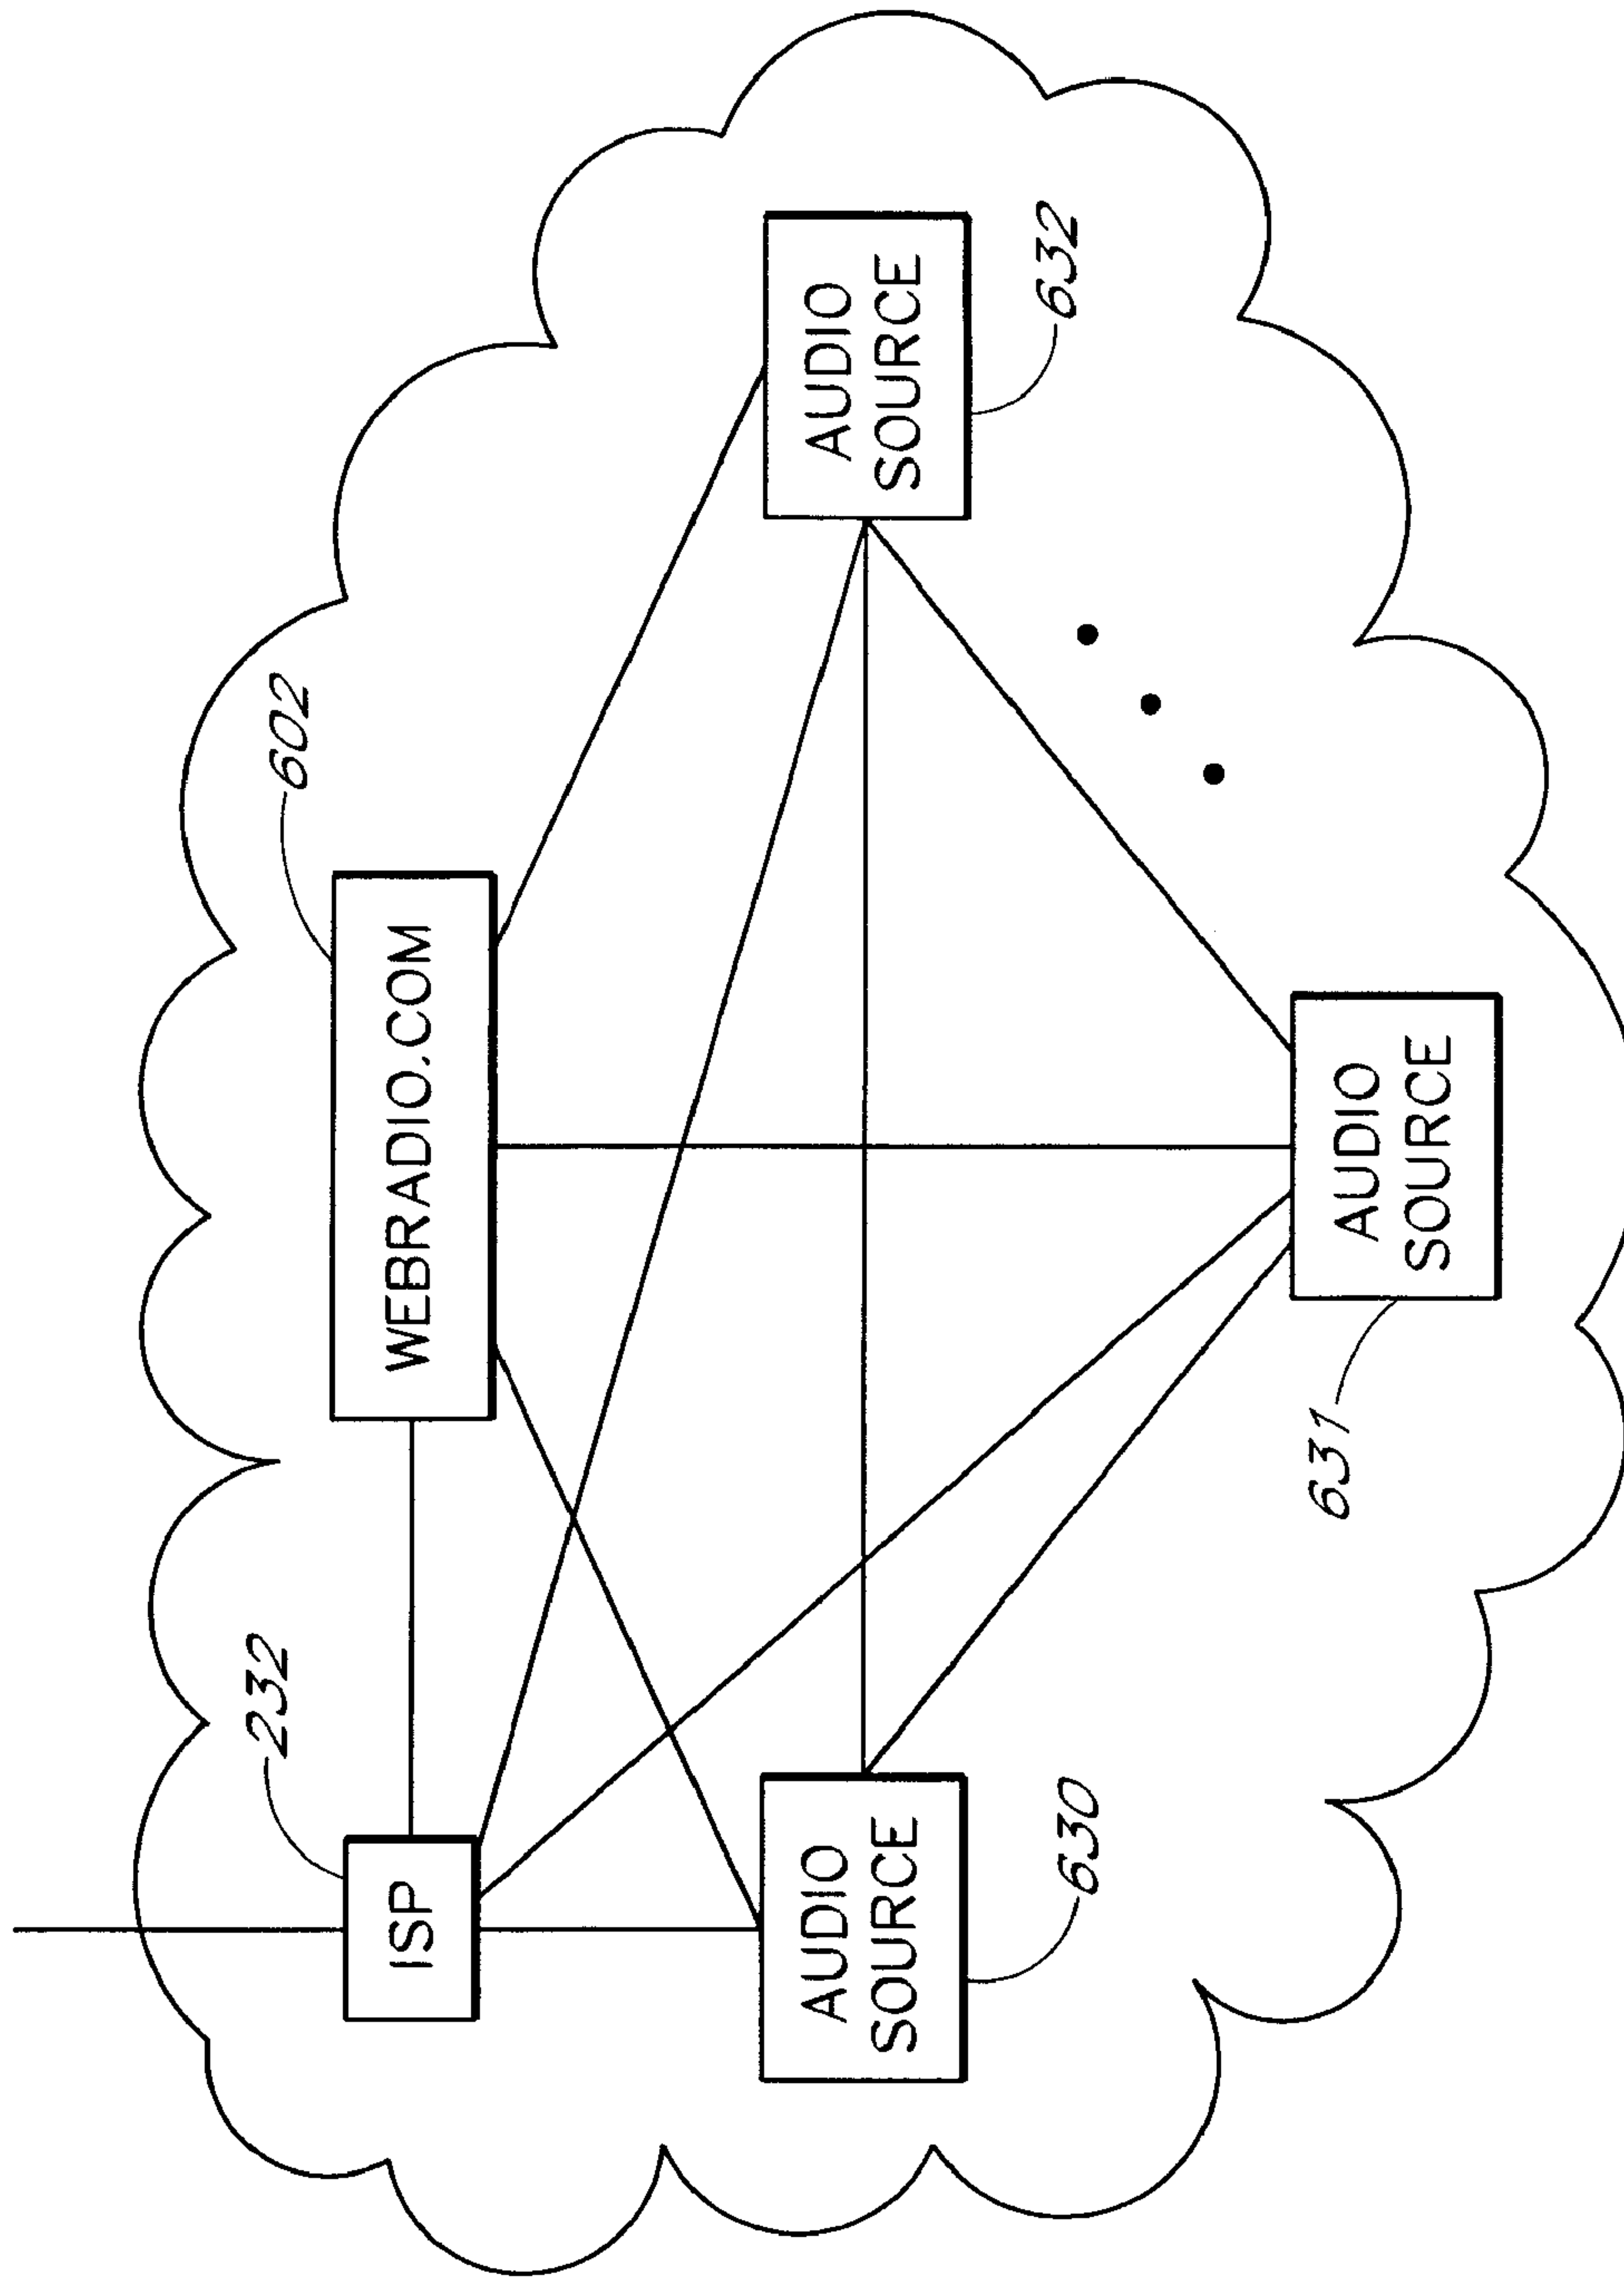 602
WEBRADIO.COM
232
ISP
AUDIO
SOURCE
630
AUDIO
SOURCE
632
AUDIO
SOURCE
631